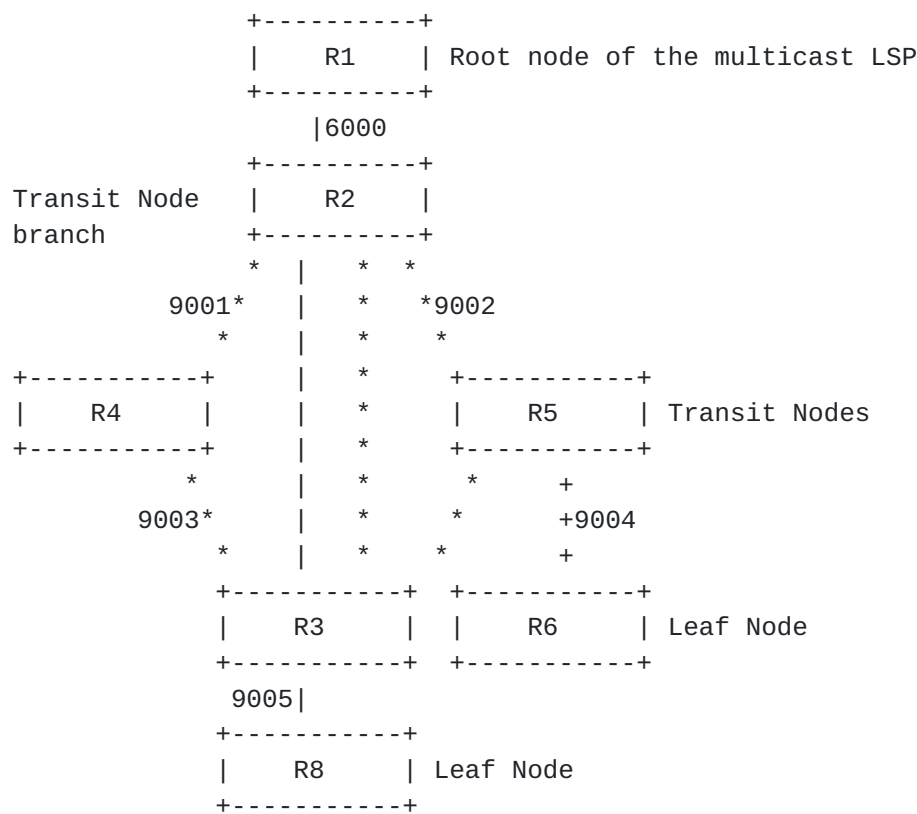 +----------+
               |    R1    | Root node of the multicast LSP
               +----------+
                   |6000
               +----------+
Transit Node   |    R2    |
branch         +----------+
               *  |   *  *
          9001*   |   *   *9002
             *    |   *    *
+-----------+     |   *     +-----------+
|    R4     |     |   *     |    R5     | Transit Nodes
+-----------+     |   *     +-----------+
           *      |   *      *     +
        9003*     |   *     *      +9004
             *    |   *    *       +
             +-----------+  +-----------+
             |    R3     |  |    R6     | Leaf Node
             +-----------+  +-----------+
              9005|
             +-----------+
             |    R8     | Leaf Node
             +-----------+